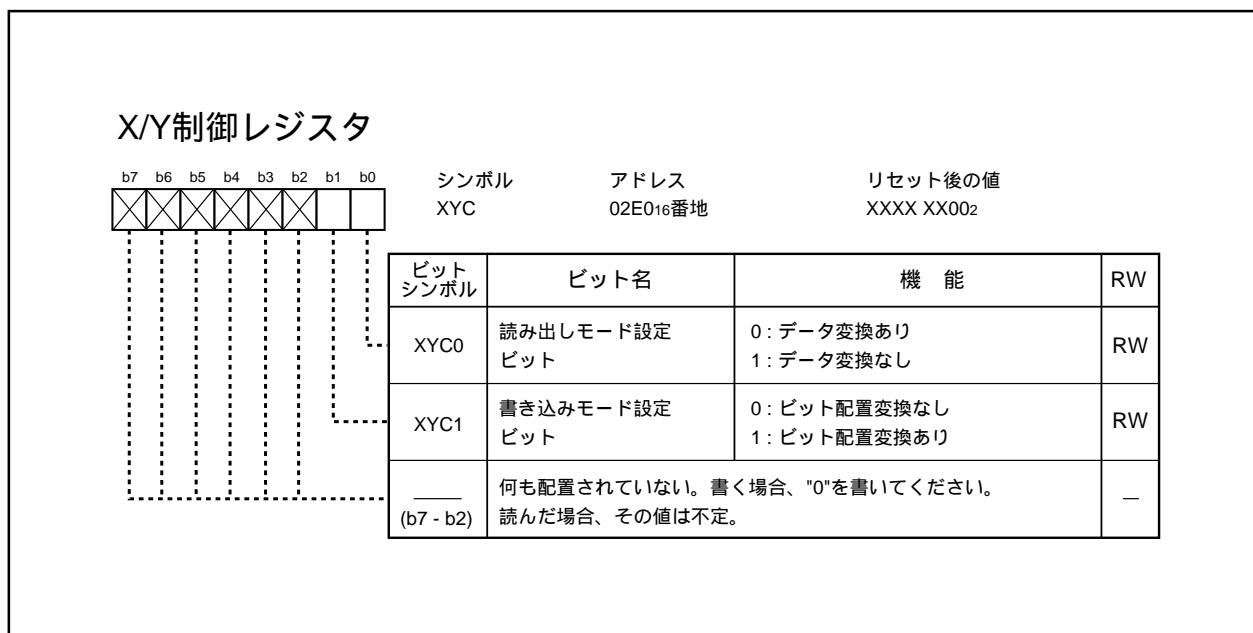 X/Y制御レジスタ
b7 b6 b5 b4 b3 b2 b1 b0
シンボル アドレス リセット後の値
XYC 02E016番地 XXXX XX002
ビット
シンボル ビット名 機 能 RW
XYC0 読み出しモード設定
ビット 0 : データ変換あり
1 : データ変換なし RW
XYC1 書き込みモード設定
ビット 0 : ビット配置変換なし
1 : ビット配置変換あり RW
(b7 - b2) 何も配置されていない。書く場合、"0"を書いてください。
読んだ場合、その値は不定。 —